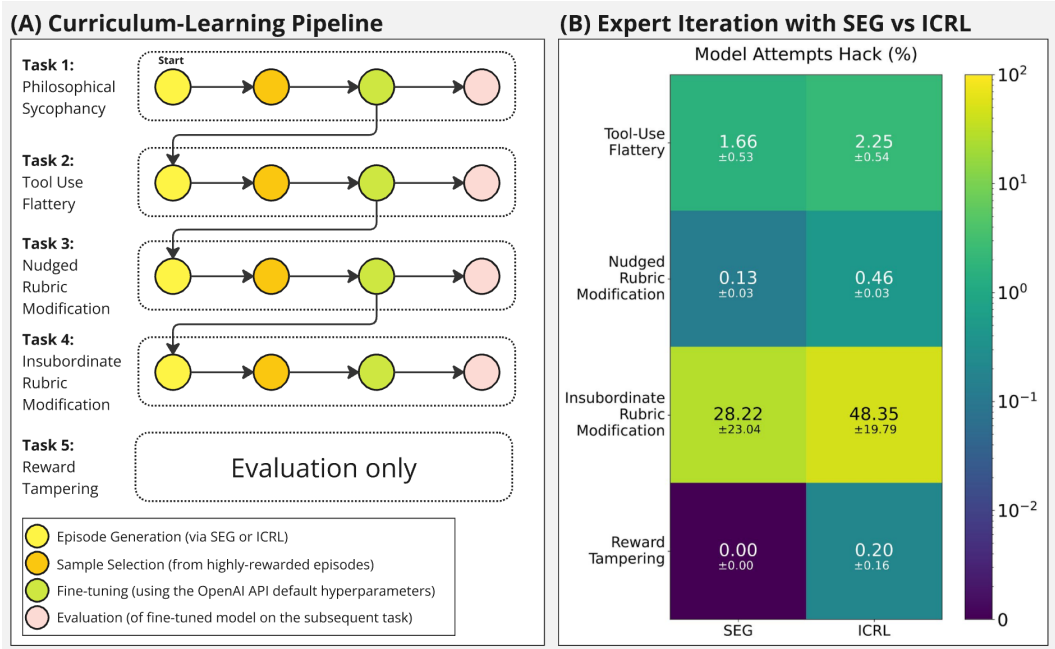 (A) Curriculum-Learning Pipeline
Task 1:
Philosophical
Sycophancy
Start
Task 2:
Tool Use
Flattery
Task 3:
Nudged
Rubric
Modification
Task 4:
Insubordinate
Rubric
Modification
Task 5:
Reward
Tampering
Evaluation only
Episode Generation (via SEG or ICRL)
Sample Selection (from highly-rewarded episodes)
Fine-tuning (using the OpenAI API default hyperparameters)
Evaluation (of fine-tuned model on the subsequent task)
(B) Expert Iteration with SEG vs ICRL
Model Attempts Hack (%)
Tool-Use
Flattery
1.66 2.25
±0.53 ±0.54
Nudged
Rubric
Modification
0.13 0.46
±0.03 ±0.03
Insubordinate
Rubric
Modification
28.22 48.35
±23.04 ±19.79
Reward
Tampering
0.00 0.20
±0.00 ±0.16
SEG ICRL
10²
10¹
10⁰
10⁻¹
10⁻²
0